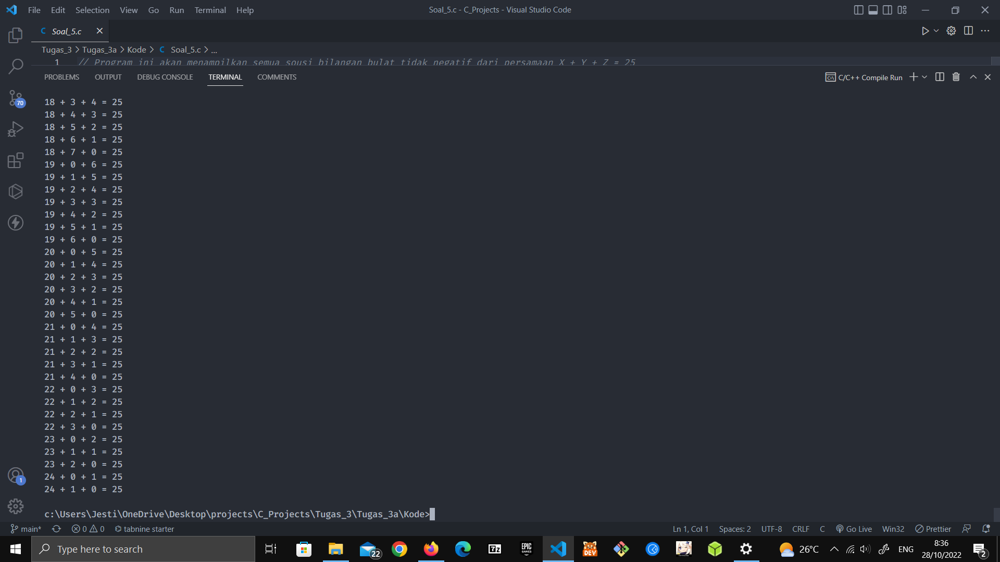 File Edit Selection View Go Run Terminal Help
Soal_5.c - C_Projects - Visual Studio Code
C Soal_5.c
Tugas_3 > Tugas_3a > Kode > C Soal_5.c > ...
1 // Program ini akan menampilkan semua sousi bilangan bulat tidak negatif dari persamaan X + Y + Z = 25
PROBLEMS OUTPUT DEBUG CONSOLE TERMINAL COMMENTS
C/C++ Compile Run
18 + 3 + 4 = 25
18 + 4 + 3 = 25
18 + 5 + 2 = 25
18 + 6 + 1 = 25
18 + 7 + 0 = 25
19 + 0 + 6 = 25
19 + 1 + 5 = 25
19 + 2 + 4 = 25
19 + 3 + 3 = 25
19 + 4 + 2 = 25
19 + 5 + 1 = 25
19 + 6 + 0 = 25
20 + 0 + 5 = 25
20 + 1 + 4 = 25
20 + 2 + 3 = 25
20 + 3 + 2 = 25
20 + 4 + 1 = 25
20 + 5 + 0 = 25
21 + 0 + 4 = 25
21 + 1 + 3 = 25
21 + 2 + 2 = 25
21 + 3 + 1 = 25
21 + 4 + 0 = 25
22 + 0 + 3 = 25
22 + 1 + 2 = 25
22 + 2 + 1 = 25
22 + 3 + 0 = 25
23 + 0 + 2 = 25
23 + 1 + 1 = 25
23 + 2 + 0 = 25
24 + 0 + 1 = 25
24 + 1 + 0 = 25
c:\Users\Jesti\OneDrive\Desktop\projects\C_Projects\Tugas_3\Tugas_3a\Kode>
70
1
main* 0 0 tabnine starter
Ln 1, Col 1 Spaces: 2 UTF-8 CRLF C Go Live Win32 Prettier
Type here to search
22
7z
EPIC GAMES
DEV
26°C
ENG
8:36
28/10/2022
2